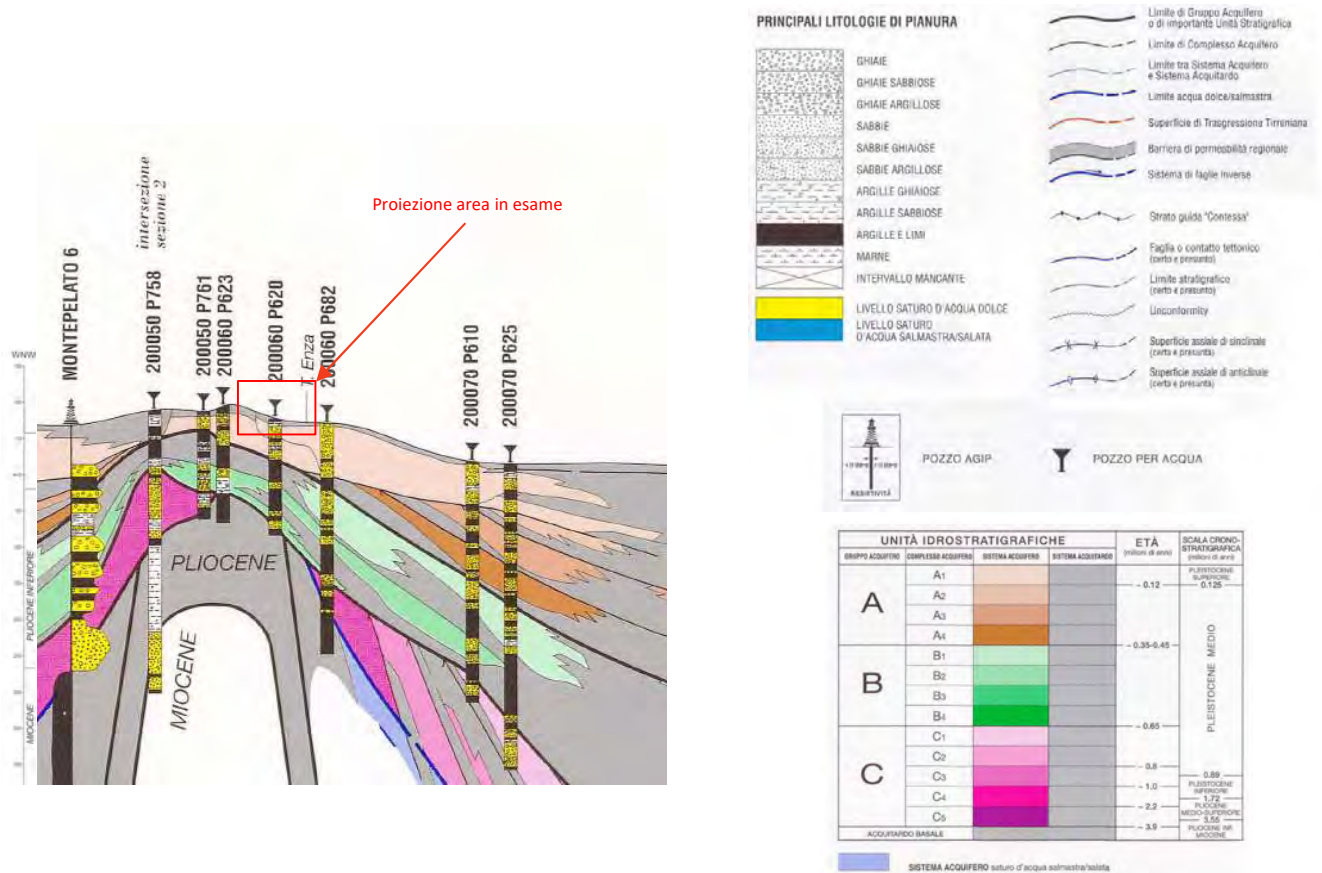 Proiezione area in esame
intersezione
sezione 2
MONTEPELATO 6
200050 P758
200050 P761
200060 P623
200060 P620
T. Enza
200060 P682
200070 P610
200070 P625
WNW
PLIOCENE
MIOCENE
PLIOCENE INFERIORE
MIOCENE
PRINCIPALI LITOLOGIE DI PIANURA
GHIAIE
GHIAIE SABBIOSE
GHIAIE ARGILLOSE
SABBIE
SABBIE GHIAIOSE
SABBIE ARGILLOSE
ARGILLE GHIAIOSE
ARGILLE SABBIOSE
ARGILLE E LIMI
MARNE
INTERVALLO MANCANTE
LIVELLO SATURO D'ACQUA DOLCE
LIVELLO SATURO
D'ACQUA SALMASTRA/SALATA
Limite di Gruppo Acquifero
o di importante Unità Stratigrafica
Limite di Complesso Acquifero
Limite tra Sistema Acquifero
e Sistema Acquitardo
Limite acqua dolce/salmastra
Superficie di Trasgressione Tirreniana
Barriera di permeabilità regionale
Sistema di faglie inverse
Strato guida "Contessa"
Faglia o contatto tettonico
(certo e presunto)
Limite stratigrafico
(certo e presunto)
Unconformity
Superficie assiale di sinclinale
(certa e presunta)
Superficie assiale di anticlinale
(certa e presunta)
RESISTIVITÀ
POZZO AGIP
POZZO PER ACQUA
UNITÀ IDROSTRATIGRAFICHE
ETÀ
(milioni di anni)
SCALA CRONO-
STRATIGRAFICA
(milioni di anni)
GRUPPO ACQUIFERO
COMPLESSO ACQUIFERO
SISTEMA ACQUIFERO
SISTEMA ACQUITARDO
A
A1
A2
A3
A4
B
B1
B2
B3
B4
C
C1
C2
C3
C4
C5
ACQUITARDO BASALE
0.12
0.35-0.45
0.65
0.8
1.0
2.2
3.9
PLEISTOCENE
SUPERIORE
0.125
PLEISTOCENE MEDIO
0.89
PLEISTOCENE
INFERIORE
1.72
PLIOCENE
MEDIO-SUPERIORE
3.55
PLIOCENE INF.
MIOCENE
SISTEMA ACQUIFERO saturo d'acqua salmastra/salata